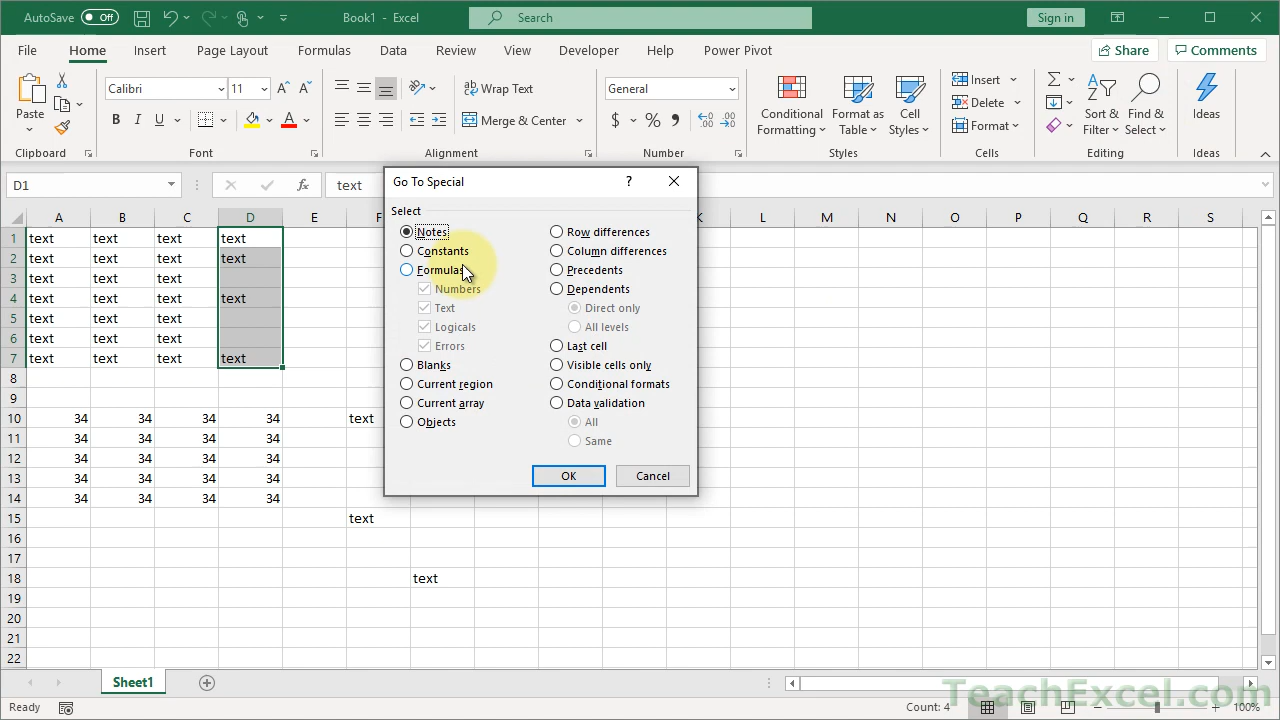 AutoSave Off Book1 - Excel Search Sign in
File Home Insert Page Layout Formulas Data Review View Developer Help Power Pivot Share Comments
Paste Calibri 11 Wrap Text General Conditional Formatting Format as Table Cell Styles Insert Sort & Filter Find & Select Ideas
B I U Merge & Center $ % Delete
Format
Clipboard Font Alignment Number Styles Cells Editing Ideas
D1 fx text
A B C D E F K L M N O P Q R S
1 text text text text
2 text text text text
3 text text text
4 text text text text
5 text text text
6 text text text
7 text text text text
8
9
10 34 34 34 34 text
11 34 34 34 34
12 34 34 34 34
13 34 34 34 34
14 34 34 34 34
15 text
16
17
18 text
19
20
21
22
Go To Special ?
Select
Notes Row differences
Constants Column differences
Formulas Precedents
Numbers Dependents
Text Direct only
Logicals All levels
Errors Last cell
Blanks Visible cells only
Current region Conditional formats
Current array Data validation
Objects All
Same
OK Cancel
Sheet1
TeachExcel.com
Ready Count: 4 100%